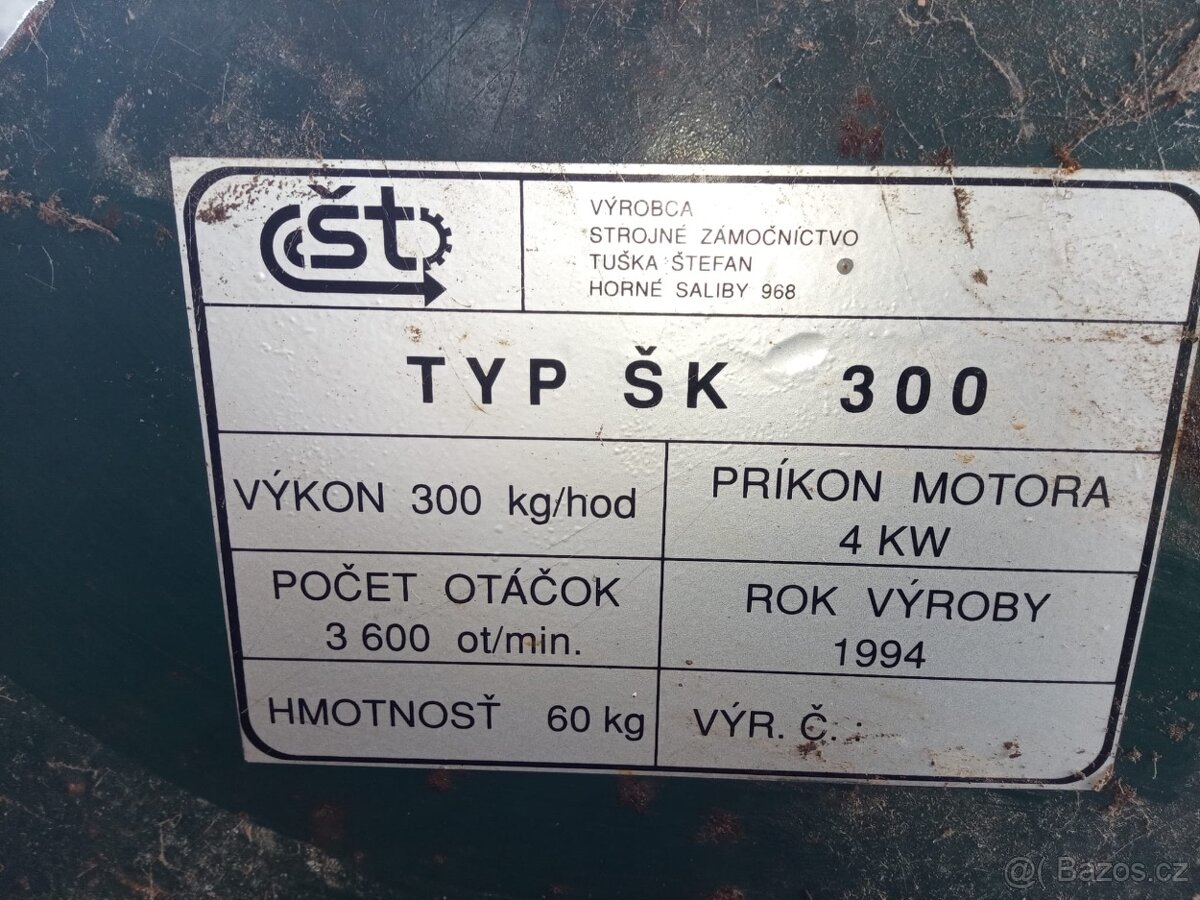 št
VÝROBCA
STROJNÉ ZÁMOČNÍCTVO
TUŠKA ŠTEFAN
HORNÉ SALIBY 968
TYP ŠK 300
VÝKON 300 kg/hod
PRÍKON MOTORA
4 KW
POČET OTÁČOK
3 600 ot/min.
ROK VÝROBY
1994
HMOTNOSŤ 60 kg
VÝR. Č. :
@( Bazos.cz